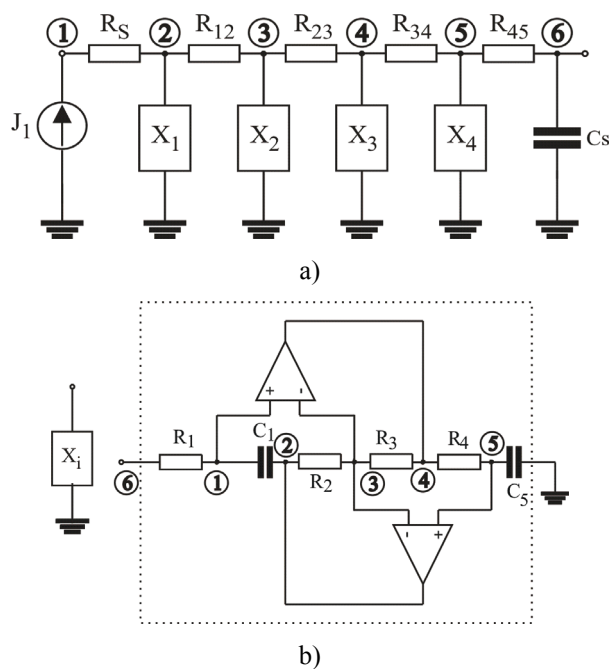 ① R_S ② R_12 ③ R_23 ④ R_34 ⑤ R_45 ⑥
J_1 X_1 X_2 X_3 X_4 Cs
a)
X_i ⑥ R_1 ① C_1 ② R_2 ③ R_3 ④ R_4 ⑤ C_5
+ -
- +
b)